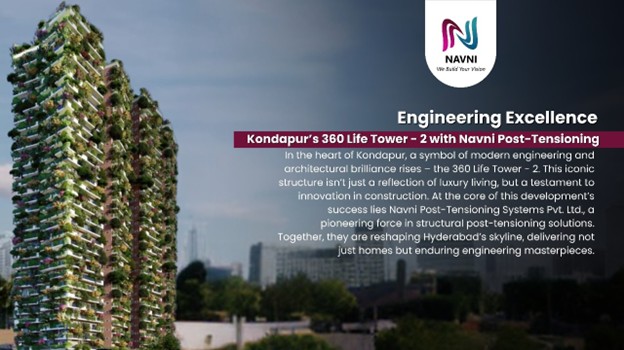 NAVNI
We Build Your Vision
Engineering Excellence
Kondapur's 360 Life Tower - 2 with Navni Post-Tensioning
In the heart of Kondapur, a symbol of modern engineering and
architectural brilliance rises – the 360 Life Tower - 2. This iconic
structure isn't just a reflection of luxury living, but a testament to
innovation in construction. At the core of this development's
success lies Navni Post-Tensioning Systems Pvt. Ltd., a
pioneering force in structural post-tensioning solutions.
Together, they are reshaping Hyderabad's skyline, delivering not
just homes but enduring engineering masterpieces.